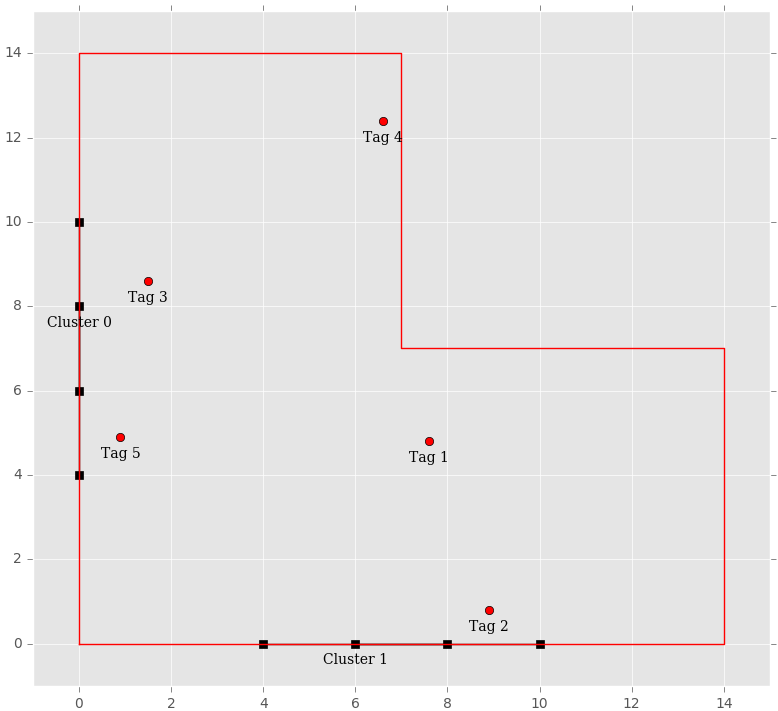 14
Tag 4
12
10
Tag 3
8
Cluster 0
6
Tag 5
Tag 1
4
2
Tag 2
0
Cluster 1
0 2 4 6 8 10 12 14